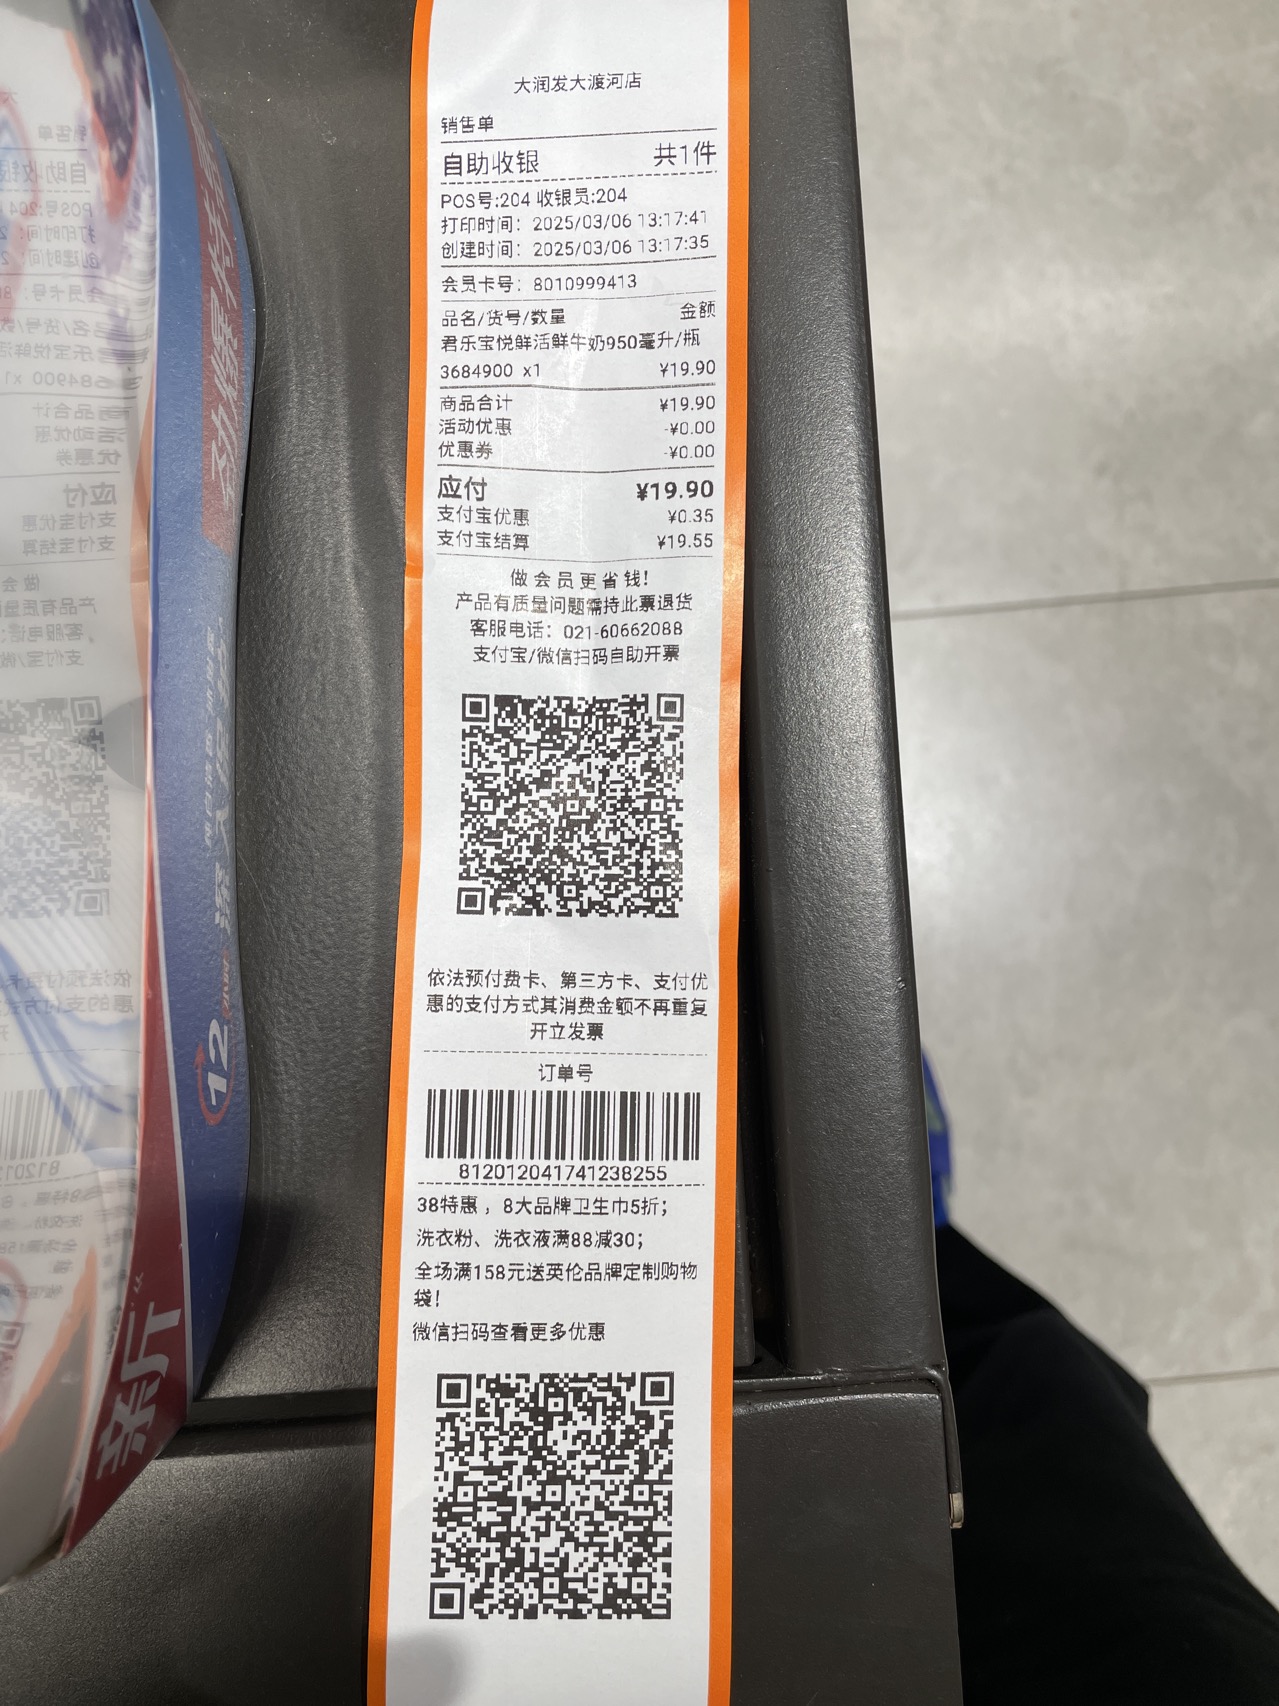 大润发大渡河店
销售单
自助收银 共1件
POS号:204 收银员:204
打印时间: 2025/03/06 13:17:41
创建时间: 2025/03/06 13:17:35
会员卡号: 8010999413
品名/货号/数量 金额
君乐宝悦鲜活鲜牛奶950毫升/瓶
3684900 x1 ¥19.90
商品合计 ¥19.90
活动优惠 -¥0.00
优惠券 -¥0.00
应付 ¥19.90
支付宝优惠 ¥0.35
支付宝结算 ¥19.55
做会员更省钱!
产品有质量问题需持此票退货
客服电话: 021-60662088
支付宝/微信扫码自助开票
依法预付费卡、第三方卡、支付优
惠的支付方式其消费金额不再重复
开立发票
订单号
812012041741238255
38特惠, 8大品牌卫生巾5折;
洗衣粉、洗衣液满88减30;
全场满158元送英伦品牌定制购物
袋!
微信扫码查看更多优惠
12